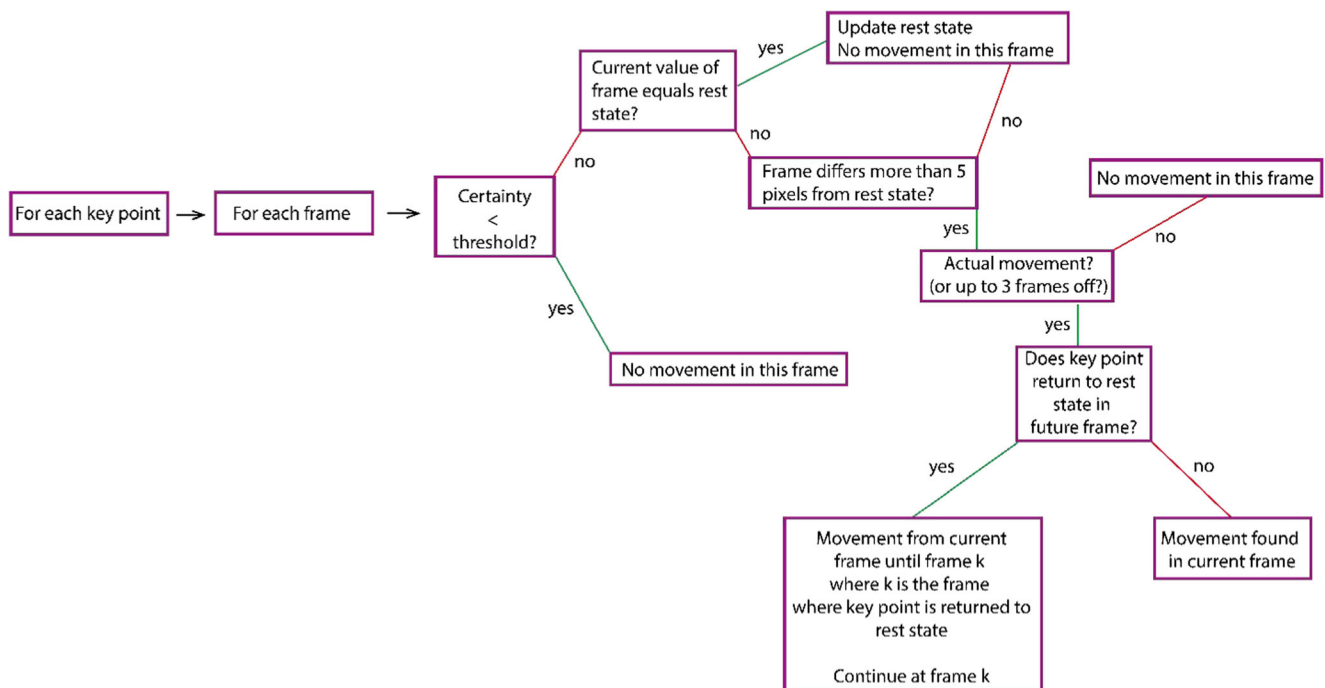 For each key point
For each frame
Certainty
<
threshold?
no
yes
No movement in this frame
Current value of
frame equals rest
state?
yes
no
Update rest state
No movement in this frame
Frame differs more than 5
pixels from rest state?
no
yes
Actual movement?
(or up to 3 frames off?)
no
No movement in this frame
yes
Does key point
return to rest
state in
future frame?
yes
no
Movement from current
frame until frame k
where k is the frame
where key point is returned to
rest state
Continue at frame k
Movement found
in current frame